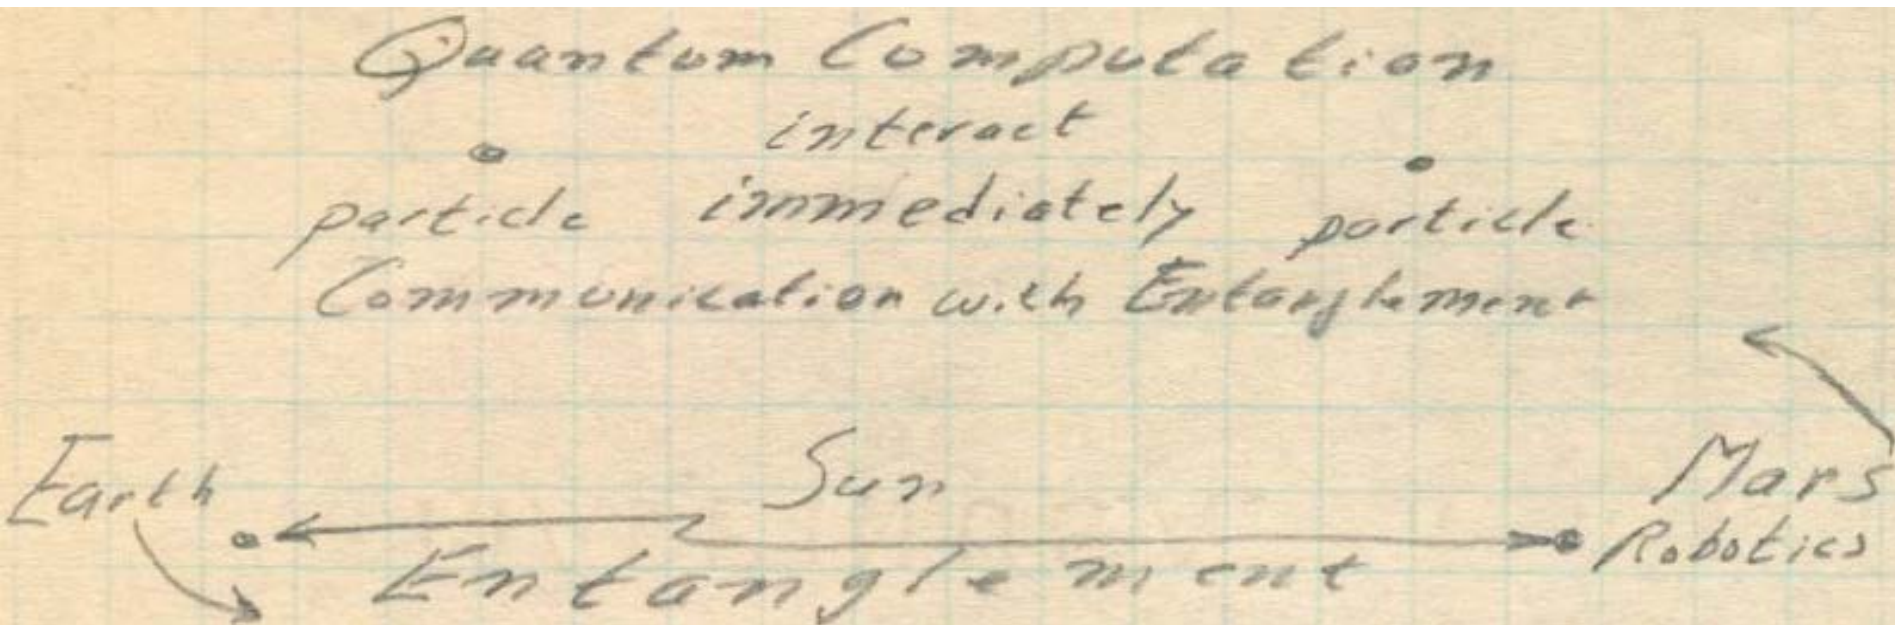 Quantum Computation
interact
particle immediately particle
Communication with Entanglement
Earth Sun Mars
Robotics
Entanglement